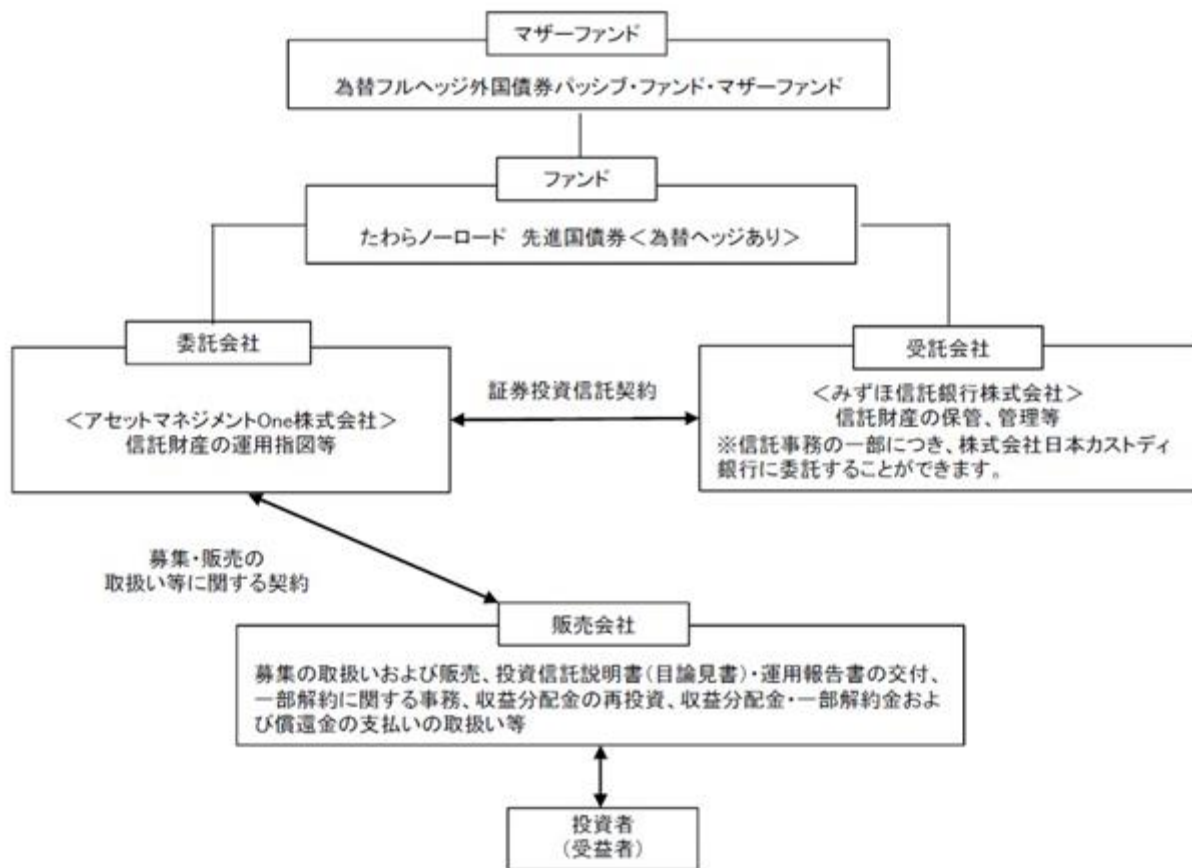 マザーファンド
為替フルヘッジ外国債券パッシブ・ファンド・マザーファンド
ファンド
たわらノーロード 先進国債券＜為替ヘッジあり＞
委託会社
＜アセットマネジメントOne株式会社＞
信託財産の運用指図等
証券投資信託契約
受託会社
＜みずほ信託銀行株式会社＞
信託財産の保管、管理等
※信託事務の一部につき、株式会社日本カストディ
銀行に委託することができます。
募集・販売の
取扱い等に関する契約
販売会社
募集の取扱いおよび販売、投資信託説明書（目論見書）・運用報告書の交付、
一部解約に関する事務、収益分配金の再投資、収益分配金・一部解約金およ
び償還金の支払いの取扱い等
投資者
（受益者）